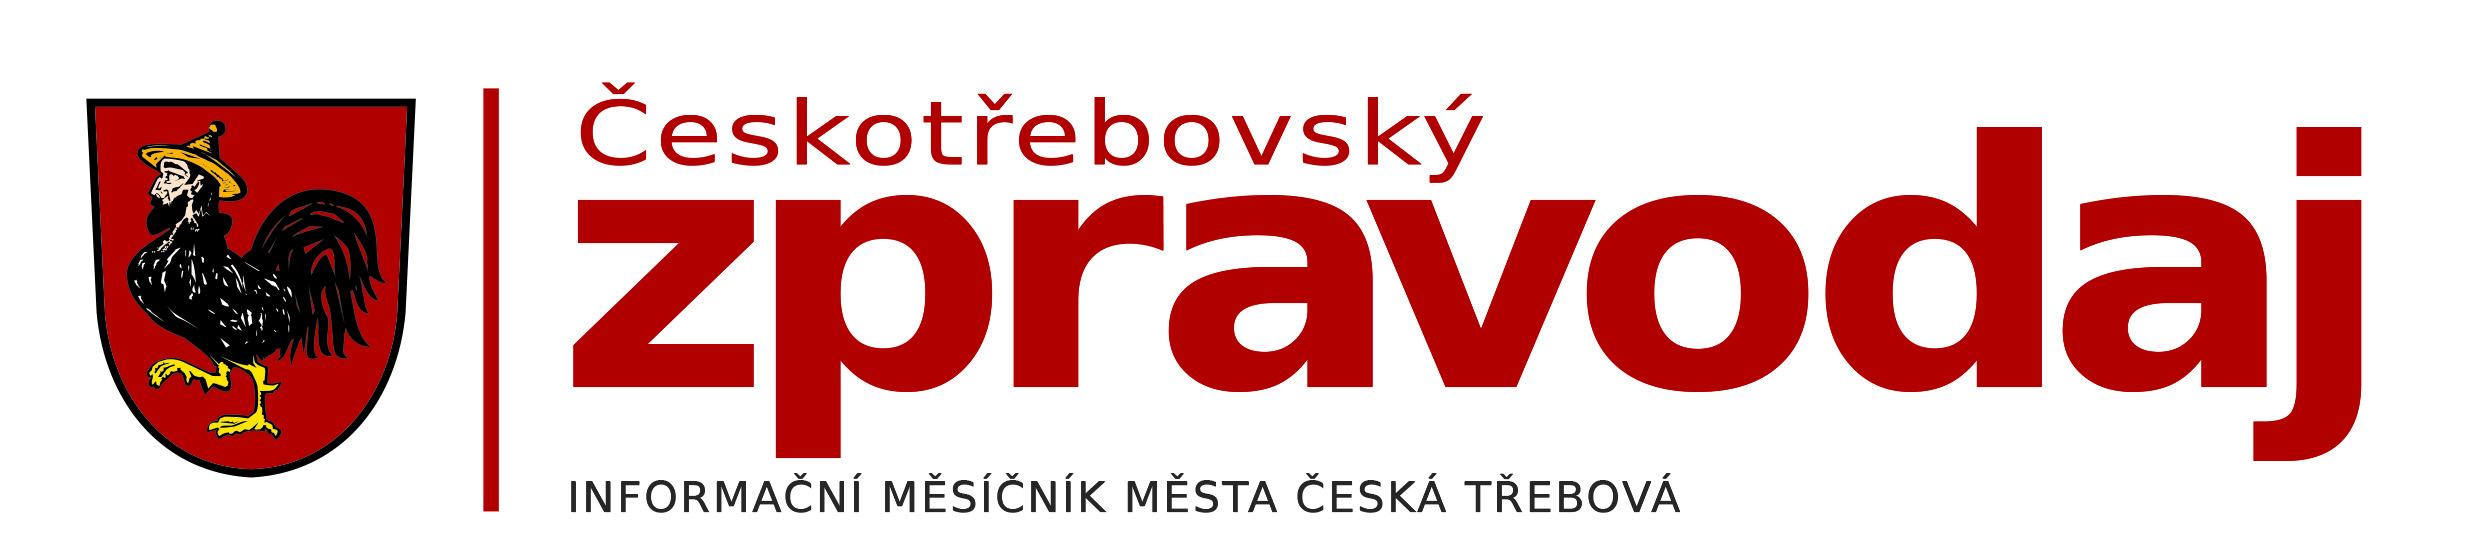 Českotřebovský
zpravodaj
INFORMAČNÍ MĚSÍČNÍK MĚSTA ČESKÁ TŘEBOVÁ